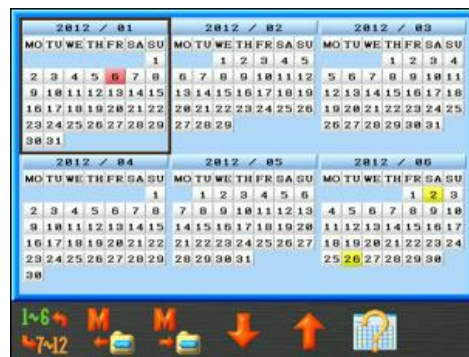 2012 / 01
MO TU WE TH FR SA SU
1
2 3 4 5 6 7 8
9 10 11 12 13 14 15
16 17 18 19 20 21 22
23 24 25 26 27 28 29
30 31
2012 / 02
MO TU WE TH FR SA SU
1 2 3 4 5
6 7 8 9 10 11 12
13 14 15 16 17 18 19
20 21 22 23 24 25 26
27 28 29
2012 / 03
MO TU WE TH FR SA SU
1 2 3 4
5 6 7 8 9 10 11
12 13 14 15 16 17 18
19 20 21 22 23 24 25
26 27 28 29 30 31
2012 / 04
MO TU WE TH FR SA SU
1
2 3 4 5 6 7 8
9 10 11 12 13 14 15
16 17 18 19 20 21 22
23 24 25 26 27 28 29
30
2012 / 05
MO TU WE TH FR SA SU
1 2 3 4 5 6
7 8 9 10 11 12 13
14 15 16 17 18 19 20
21 22 23 24 25 26 27
28 29 30 31
2012 / 06
MO TU WE TH FR SA SU
1 2 3
4 5 6 7 8 9 10
11 12 13 14 15 16 17
18 19 20 21 22 23 24
25 26 27 28 29 30
1~6
7~12
M
M
?